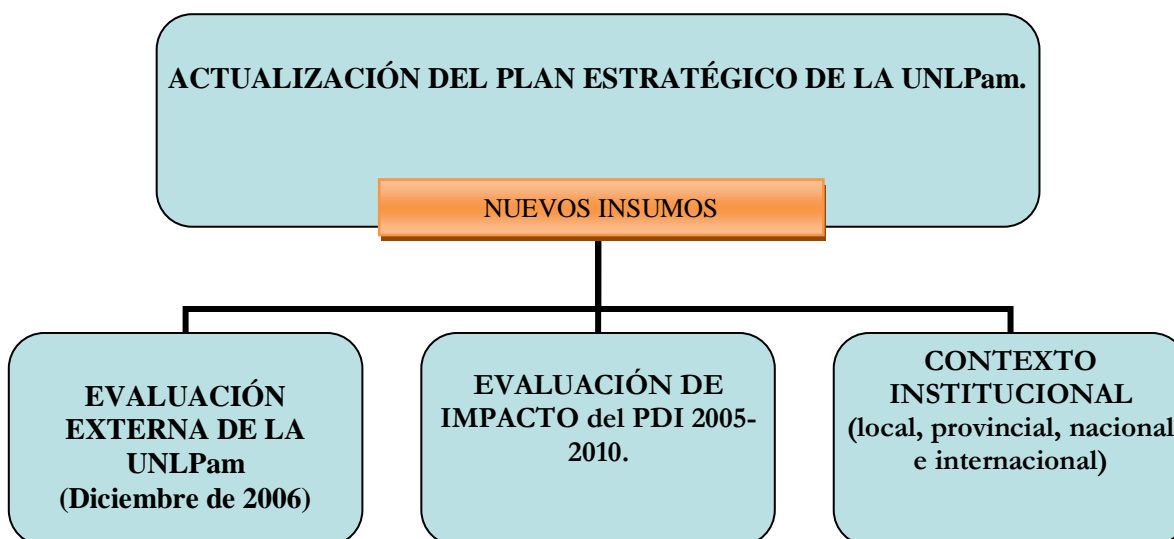 ACTUALIZACIÓN DEL PLAN ESTRATÉGICO DE LA UNLPam.
NUEVOS INSUMOS
EVALUACIÓN
EXTERNA DE LA
UNLPam
(Diciembre de 2006)
EVALUACIÓN DE
IMPACTO del PDI 2005-
2010.
CONTEXTO
INSTITUCIONAL
(local, provincial, nacional
e internacional)